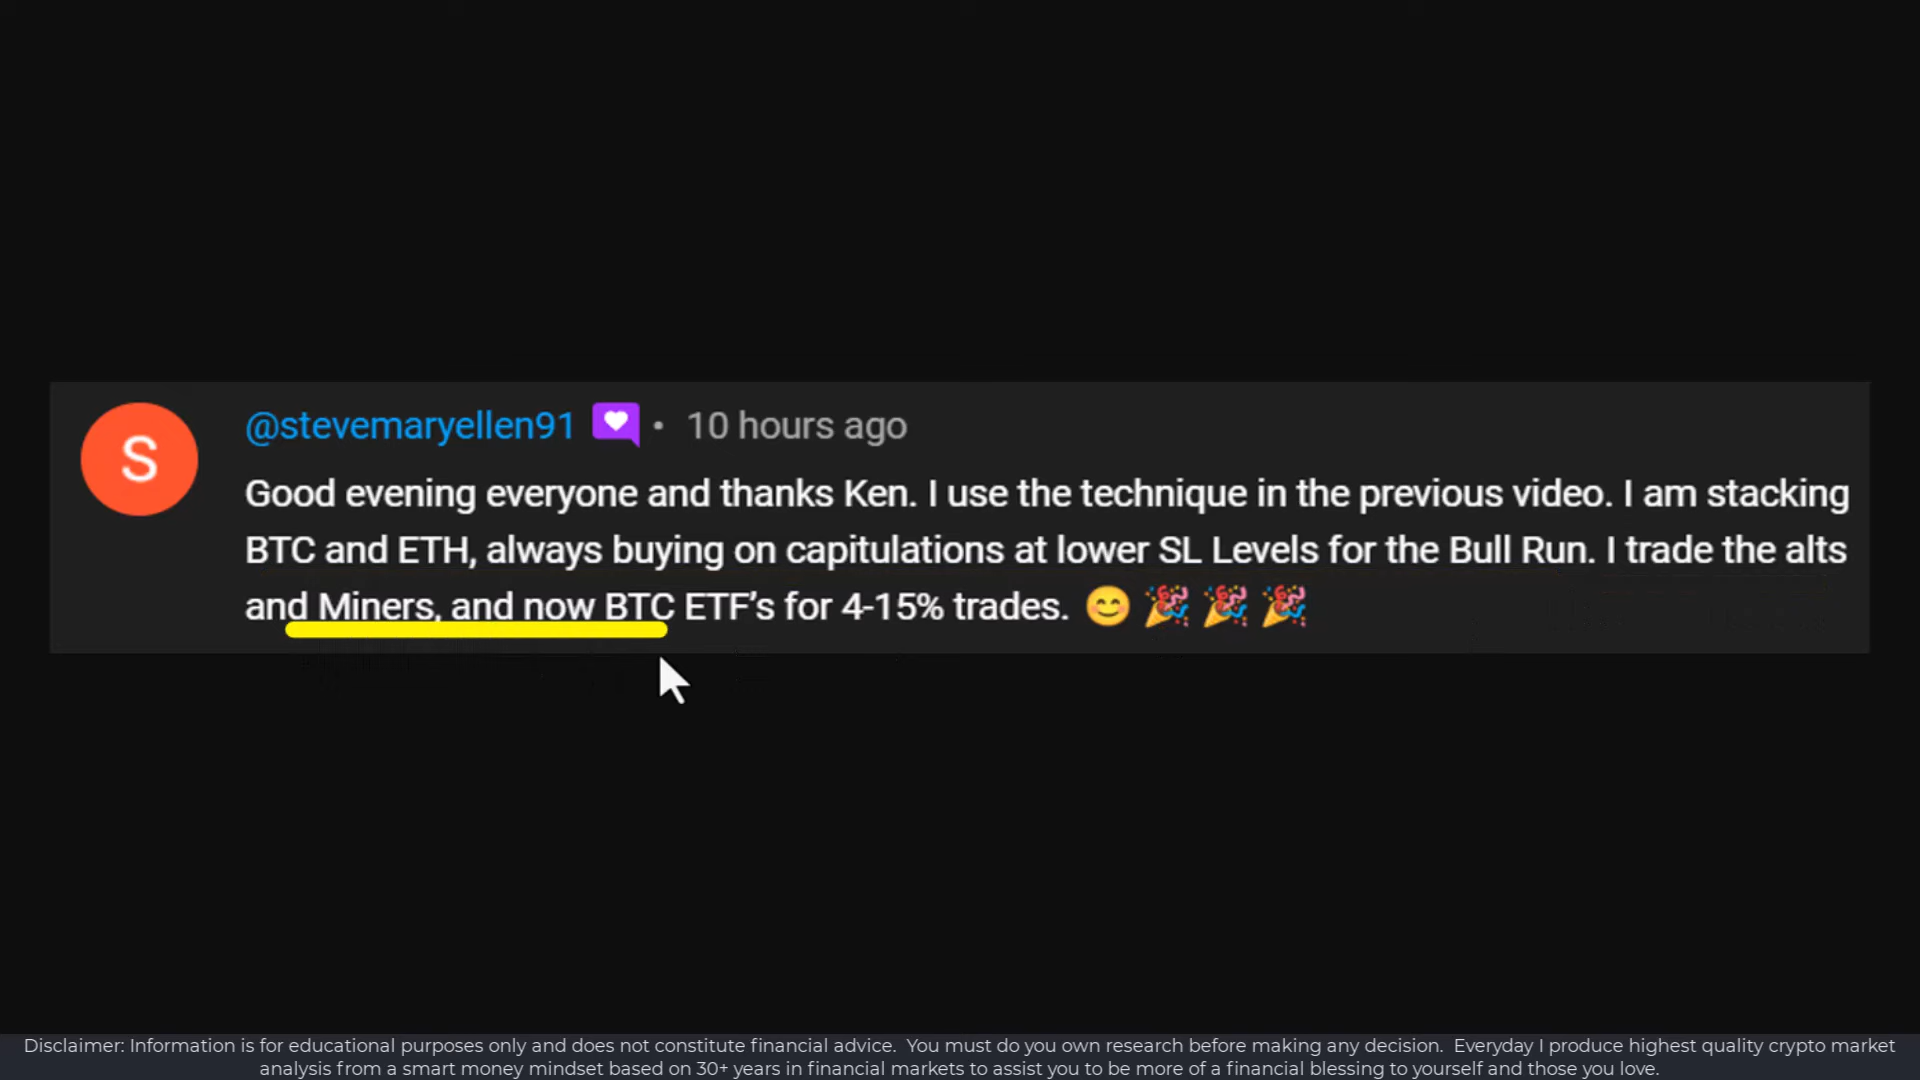 S
@stevemaryellen91 • 10 hours ago
Good evening everyone and thanks Ken. I use the technique in the previous video. I am stacking
BTC and ETH, always buying on capitulations at lower SL Levels for the Bull Run. I trade the alts
and Miners, and now BTC ETF’s for 4-15% trades. 😊 🎉 🎉 🎉
Disclaimer: Information is for educational purposes only and does not constitute financial advice.  You must do you own research before making any decision.  Everyday I produce highest quality crypto market
analysis from a smart money mindset based on 30+ years in financial markets to assist you to be more of a financial blessing to yourself and those you love.